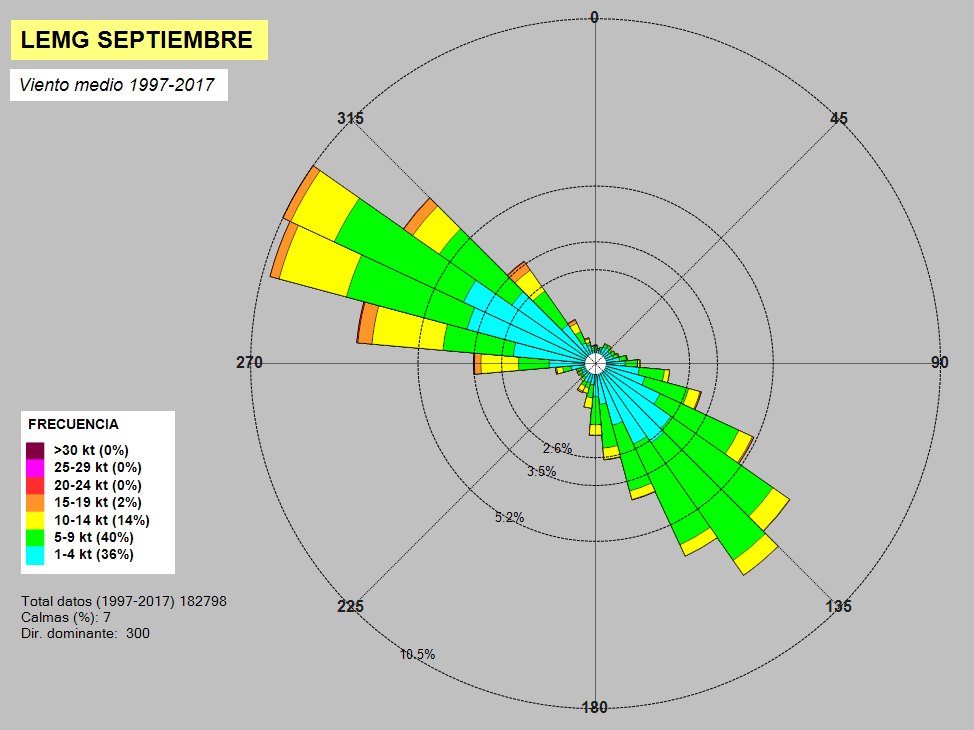 LEMG SEPTIEMBRE
Viento medio 1997-2017
0
315
45
270
90
2.6%
3.5%
5.2%
225
135
10.5%
180
FRECUENCIA
>30 kt (0%)
25-29 kt (0%)
20-24 kt (0%)
15-19 kt (2%)
10-14 kt (14%)
5-9 kt (40%)
1-4 kt (36%)
Total datos (1997-2017) 182798
Calmas (%): 7
Dir. dominante: 300